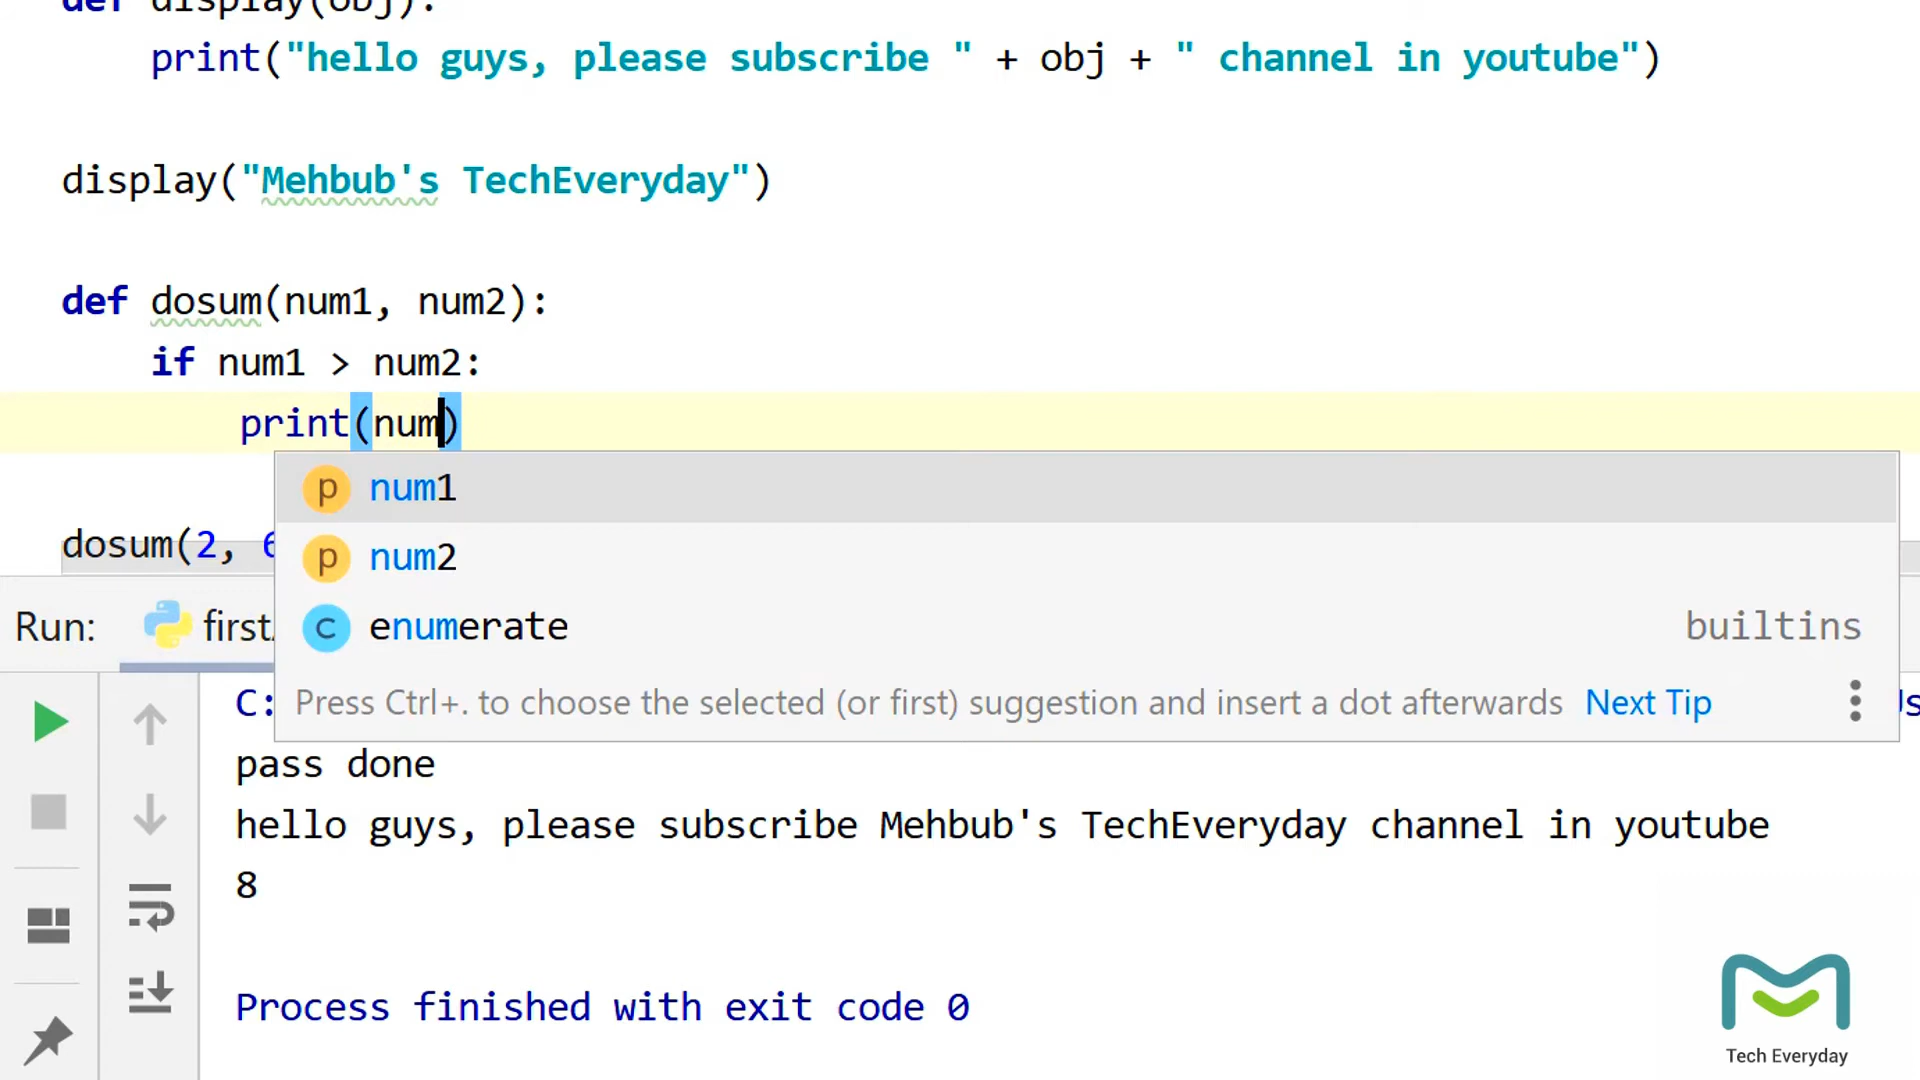 def display(obj):
print("hello guys, please subscribe " + obj + " channel in youtube")
display("Mehbub's TechEveryday")
def dosum(num1, num2):
if num1 > num2:
print(num)
p num1
p num2
c enumerate builtins
Press Ctrl+. to choose the selected (or first) suggestion and insert a dot afterwards Next Tip
dosum(2, 6
Run: first
C:
pass done
hello guys, please subscribe Mehbub's TechEveryday channel in youtube
8
Process finished with exit code 0
Tech Everyday